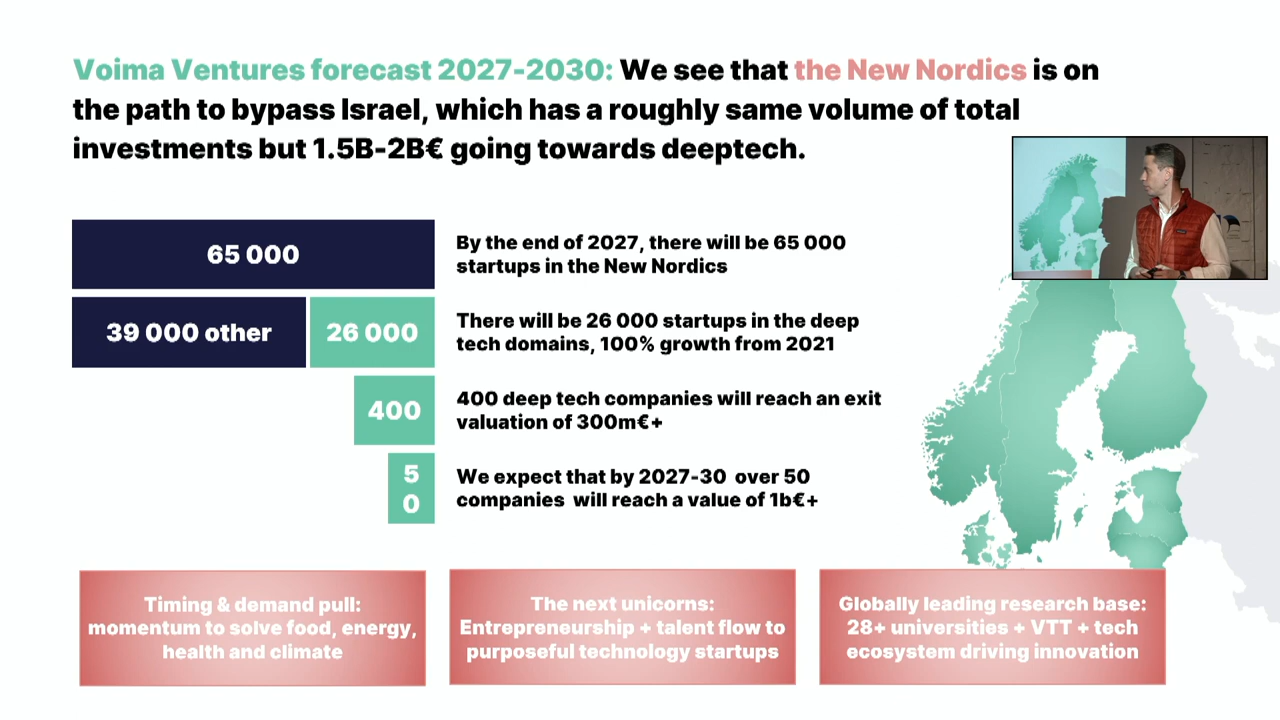 Voima Ventures forecast 2027-2030: We see that the New Nordics is on
the path to bypass Israel, which has a roughly same volume of total
investments but 1.5B-2B€ going towards deeptech.
65 000
By the end of 2027, there will be 65 000
startups in the New Nordics
39 000 other
26 000
There will be 26 000 startups in the deep
tech domains, 100% growth from 2021
400
400 deep tech companies will reach an exit
valuation of 300m€+
5
0
We expect that by 2027-30 over 50
companies will reach a value of 1b€+
Timing & demand pull:
momentum to solve food, energy,
health and climate
The next unicorns:
Entrepreneurship + talent flow to
purposeful technology startups
Globally leading research base:
28+ universities + VTT + tech
ecosystem driving innovation